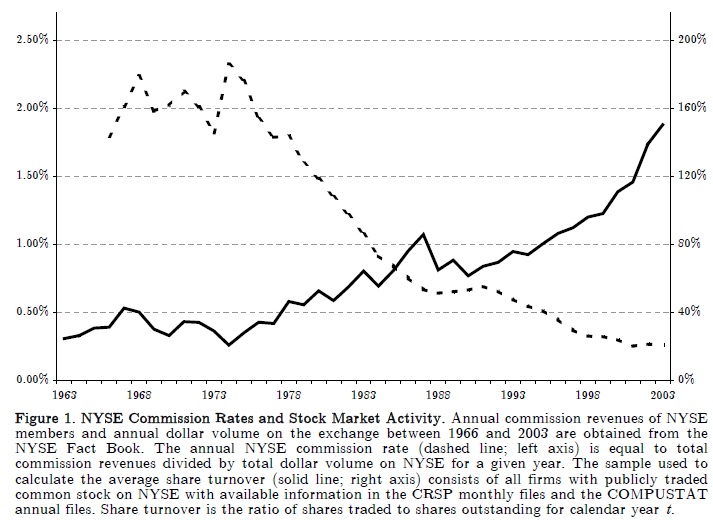 2.50% 200%
2.00% 160%
1.50% 120%
1.00% 80%
0.50% 40%
0.00% 0%
1963 1968 1973 1978 1983 1988 1993 1998 2003
Figure 1. NYSE Commission Rates and Stock Market Activity. Annual commission revenues of NYSE
members and annual dollar volume on the exchange between 1966 and 2003 are obtained from the
NYSE Fact Book. The annual NYSE commission rate (dashed line; left axis) is equal to total
commission revenues divided by total dollar volume on NYSE for a given year. The sample used to
calculate the average share turnover (solid line; right axis) consists of all firms with publicly traded
common stock on NYSE with available information in the CRSP monthly files and the COMPUSTAT
annual files. Share turnover is the ratio of shares traded to shares outstanding for calendar year t.